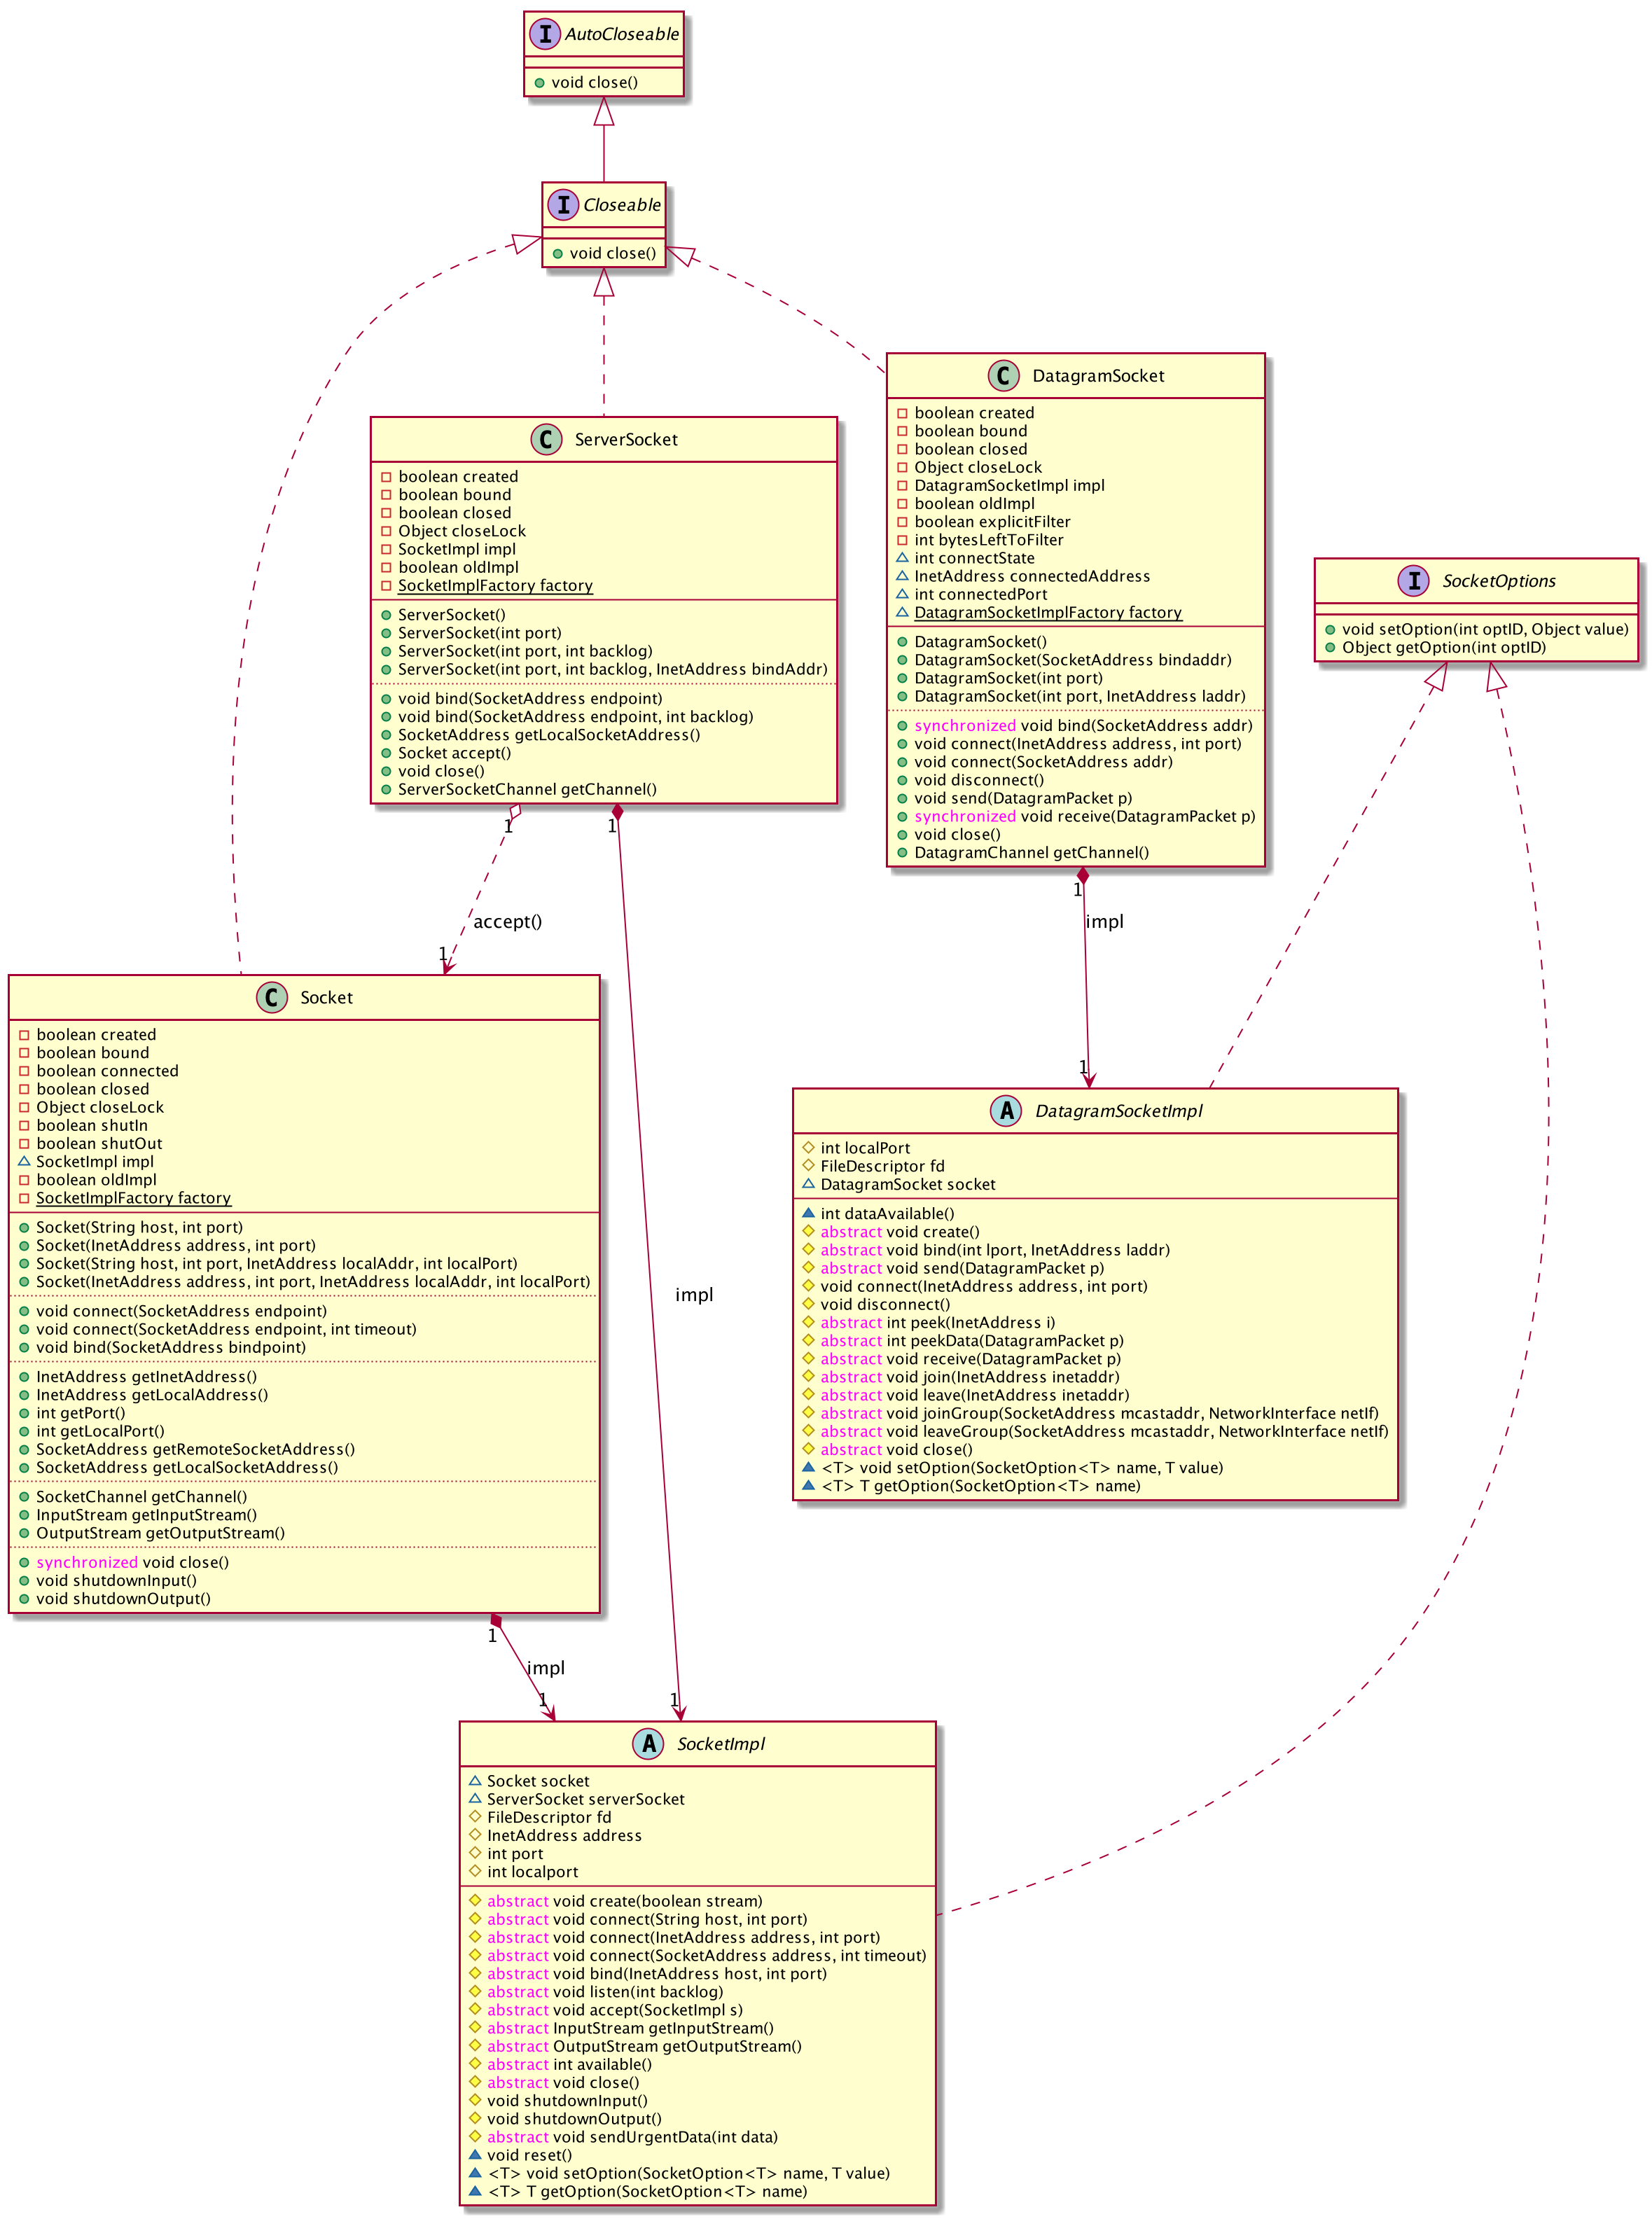 I AutoCloseable
void close()
I Closeable
void close()
C DatagramSocket
boolean created
boolean bound
boolean closed
Object closeLock
DatagramSocketImpl impl
boolean oldImpl
boolean explicitFilter
int bytesLeftToFilter
int connectState
InetAddress connectedAddress
int connectedPort
DatagramSocketImplFactory factory
DatagramSocket()
DatagramSocket(SocketAddress bindaddr)
DatagramSocket(int port)
DatagramSocket(int port, InetAddress laddr)
synchronized void bind(SocketAddress addr)
void connect(InetAddress address, int port)
void connect(SocketAddress addr)
void disconnect()
void send(DatagramPacket p)
synchronized void receive(DatagramPacket p)
void close()
DatagramChannel getChannel()
C ServerSocket
boolean created
boolean bound
boolean closed
Object closeLock
SocketImpl impl
boolean oldImpl
SocketImplFactory factory
ServerSocket()
ServerSocket(int port)
ServerSocket(int port, int backlog)
ServerSocket(int port, int backlog, InetAddress bindAddr)
void bind(SocketAddress endpoint)
void bind(SocketAddress endpoint, int backlog)
SocketAddress getLocalSocketAddress()
Socket accept()
void close()
ServerSocketChannel getChannel()
I SocketOptions
void setOption(int optID, Object value)
Object getOption(int optID)
1
1
1
accept()
impl
1
1
C Socket
boolean created
boolean bound
boolean connected
boolean closed
Object closeLock
boolean shutIn
boolean shutOut
SocketImpl impl
boolean oldImpl
SocketImplFactory factory
Socket(String host, int port)
Socket(InetAddress address, int port)
Socket(String host, int port, InetAddress localAddr, int localPort)
Socket(InetAddress address, int port, InetAddress localAddr, int localPort)
void connect(SocketAddress endpoint)
void connect(SocketAddress endpoint, int timeout)
void bind(SocketAddress bindpoint)
InetAddress getInetAddress()
InetAddress getLocalAddress()
int getPort()
int getLocalPort()
SocketAddress getRemoteSocketAddress()
SocketAddress getLocalSocketAddress()
SocketChannel getChannel()
InputStream getInputStream()
OutputStream getOutputStream()
synchronized void close()
void shutdownInput()
void shutdownOutput()
impl
A DatagramSocketImpl
int localPort
FileDescriptor fd
DatagramSocket socket
int dataAvailable()
abstract void create()
abstract void bind(int lport, InetAddress laddr)
abstract void send(DatagramPacket p)
void connect(InetAddress address, int port)
void disconnect()
abstract int peek(InetAddress i)
abstract int peekData(DatagramPacket p)
abstract void receive(DatagramPacket p)
abstract void join(InetAddress inetaddr)
abstract void leave(InetAddress inetaddr)
abstract void joinGroup(SocketAddress mcastaddr, NetworkInterface netIf)
abstract void leaveGroup(SocketAddress mcastaddr, NetworkInterface netIf)
abstract void close()
<T> void setOption(SocketOption<T> name, T value)
<T> T getOption(SocketOption<T> name)
1
impl
1
1
A SocketImpl
Socket socket
ServerSocket serverSocket
FileDescriptor fd
InetAddress address
int port
int localport
abstract void create(boolean stream)
abstract void connect(String host, int port)
abstract void connect(InetAddress address, int port)
abstract void connect(SocketAddress address, int timeout)
abstract void bind(InetAddress host, int port)
abstract void listen(int backlog)
abstract void accept(SocketImpl s)
abstract InputStream getInputStream()
abstract OutputStream getOutputStream()
abstract int available()
abstract void close()
void shutdownInput()
void shutdownOutput()
abstract void sendUrgentData(int data)
void reset()
<T> void setOption(SocketOption<T> name, T value)
<T> T getOption(SocketOption<T> name)